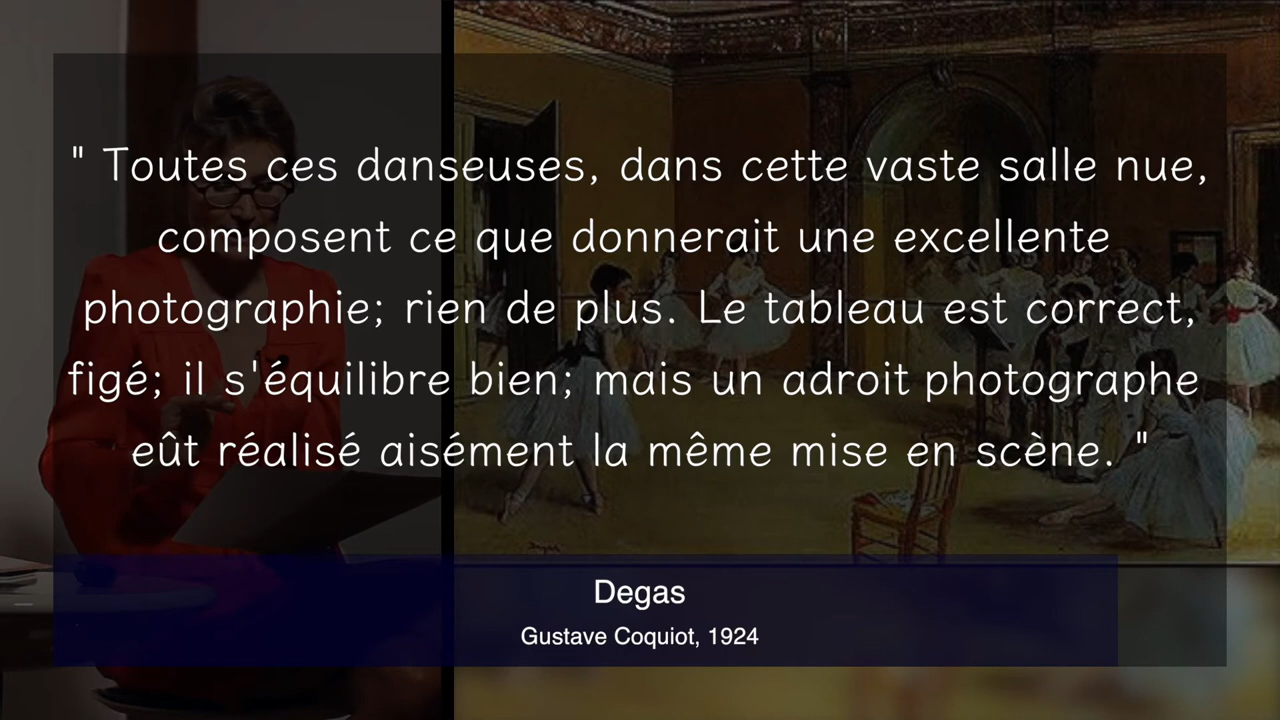 " Toutes ces danseuses, dans cette vaste salle nue,
composent ce que donnerait une excellente
photographie; rien de plus. Le tableau est correct,
figé; il s'équilibre bien; mais un adroit photographe
eût réalisé aisément la même mise en scène. "
Degas
Gustave Coquiot, 1924